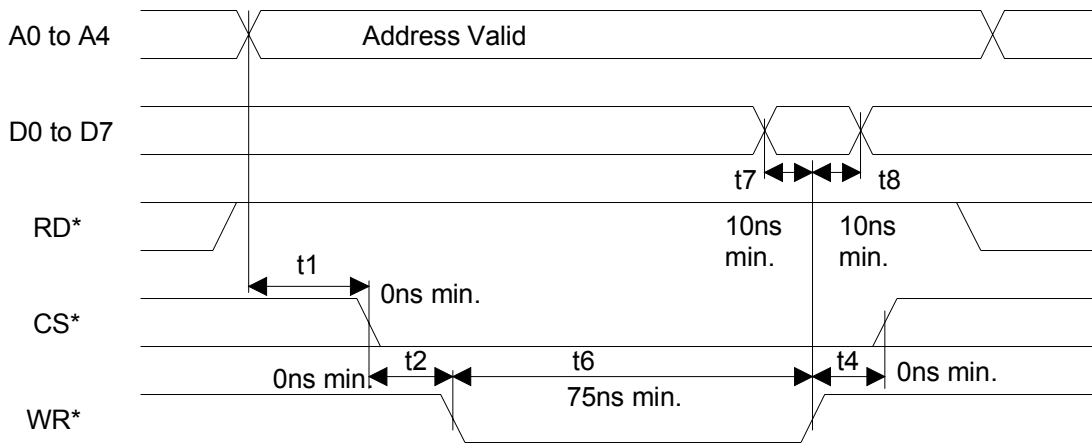 A0 to A4
Address Valid
D0 to D7
t7
t8
RD*
10ns
min.
10ns
min.
t1
0ns min.
CS*
t2
t6
t4
0ns min.
75ns min.
0ns min.
WR*